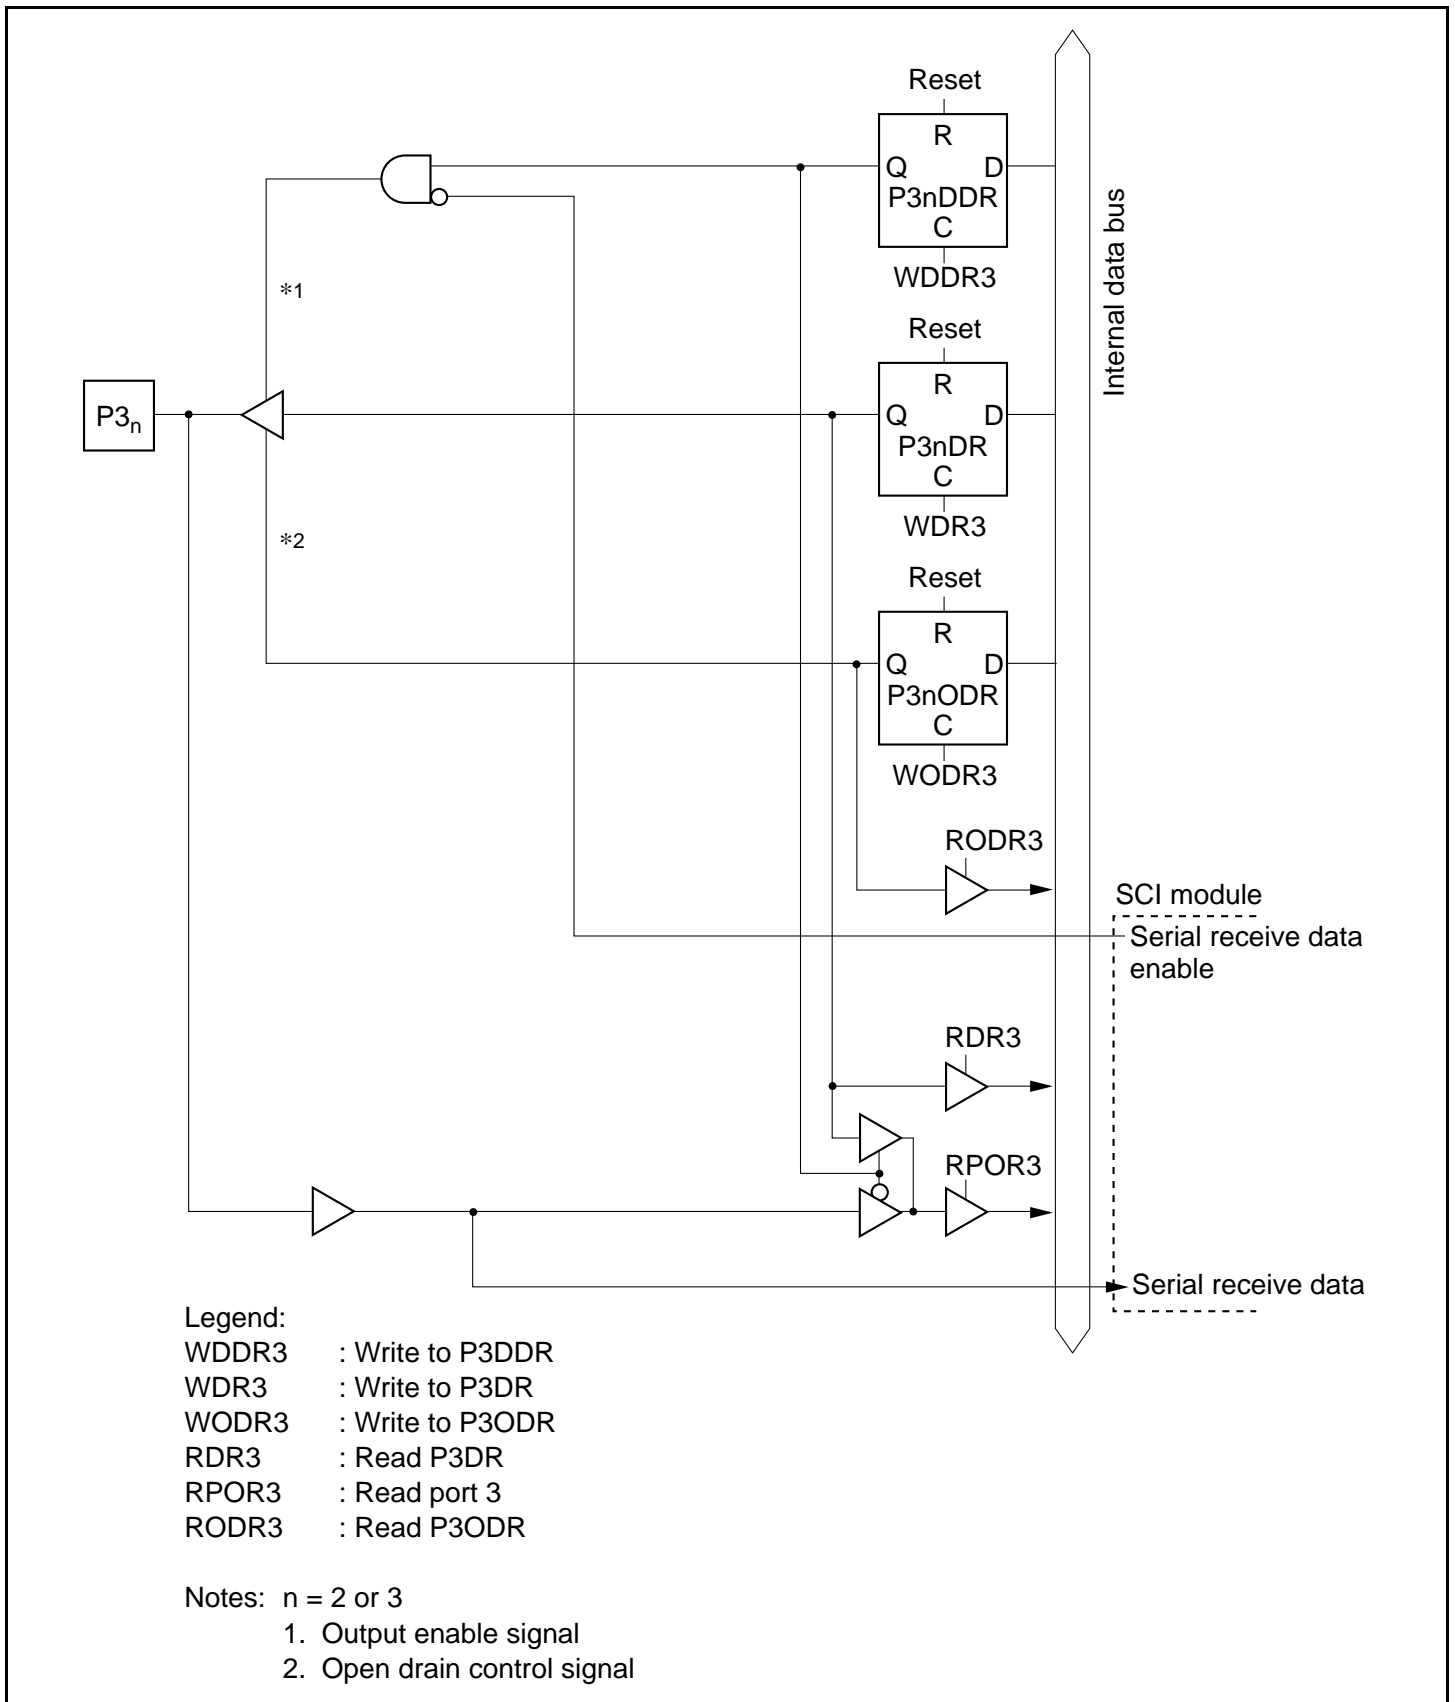 Reset
R
Q D
P3nDDR
C
WDDR3
Internal data bus
*1
Reset
R
P3n
Q D
P3nDR
C
WDR3
*2
Reset
R
Q D
P3nODR
C
WODR3
RODR3
SCI module
Serial receive data
enable
RDR3
RPOR3
Serial receive data
Legend:
WDDR3 : Write to P3DDR
WDR3 : Write to P3DR
WODR3 : Write to P3ODR
RDR3 : Read P3DR
RPOR3 : Read port 3
RODR3 : Read P3ODR
Notes: n = 2 or 3
1. Output enable signal
2. Open drain control signal